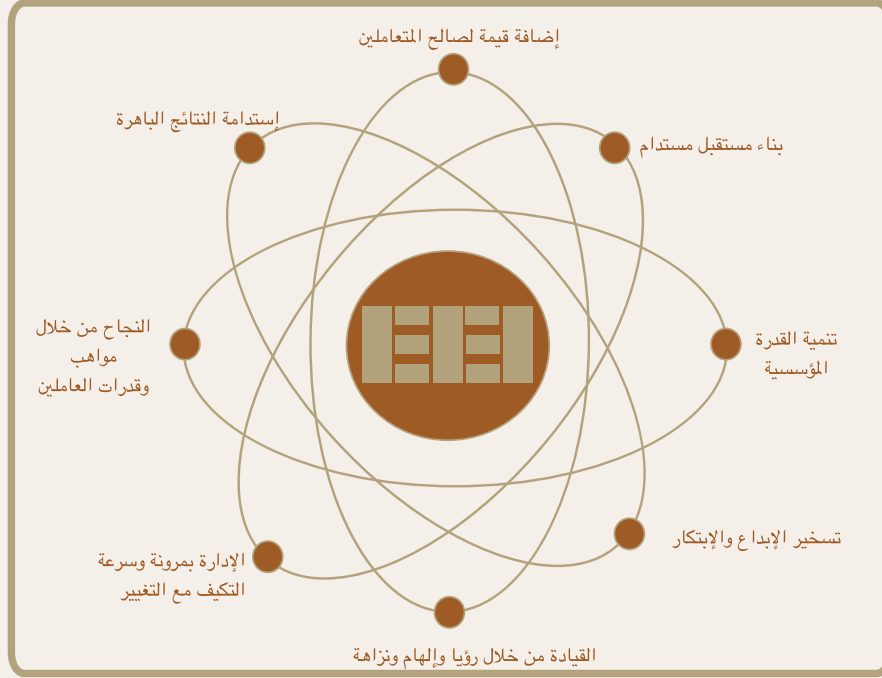 إضافة قيمة لصالح المتعاملين
إستدامة النتائج الباهرة
بناء مستقبل مستدام
النجاح من خلال
مواهب
وقدرات العاملين
تنمية القدرة
المؤسسية
تسخير الإبداع والإبتكار
الإدارة بمرونة وسرعة
التكيف مع التغيير
القيادة من خلال رؤيا وإلهام ونزاهة